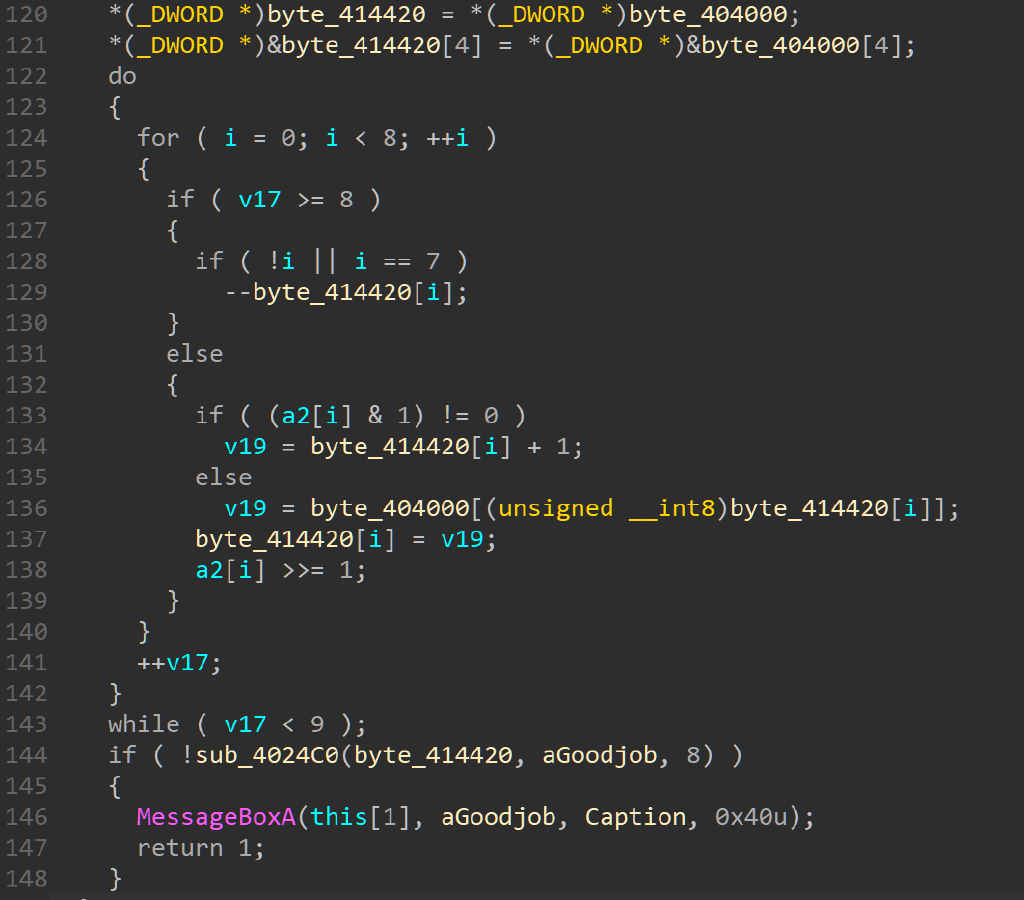 120 *(_DWORD *)byte_414420 = *(_DWORD *)byte_404000;
121 *(_DWORD *)&byte_414420[4] = *(_DWORD *)&byte_404000[4];
122 do
123 {
124 for ( i = 0; i < 8; ++i )
125 {
126 if ( v17 >= 8 )
127 {
128 if ( !i || i == 7 )
129 --byte_414420[i];
130 }
131 else
132 {
133 if ( (a2[i] & 1) != 0 )
134 v19 = byte_414420[i] + 1;
135 else
136 v19 = byte_404000[(unsigned __int8)byte_414420[i]];
137 byte_414420[i] = v19;
138 a2[i] >>= 1;
139 }
140 }
141 ++v17;
142 }
143 while ( v17 < 9 );
144 if ( !sub_4024C0(byte_414420, aGoodjob, 8) )
145 {
146 MessageBoxA(this[1], aGoodjob, Caption, 0x40u);
147 return 1;
148 }